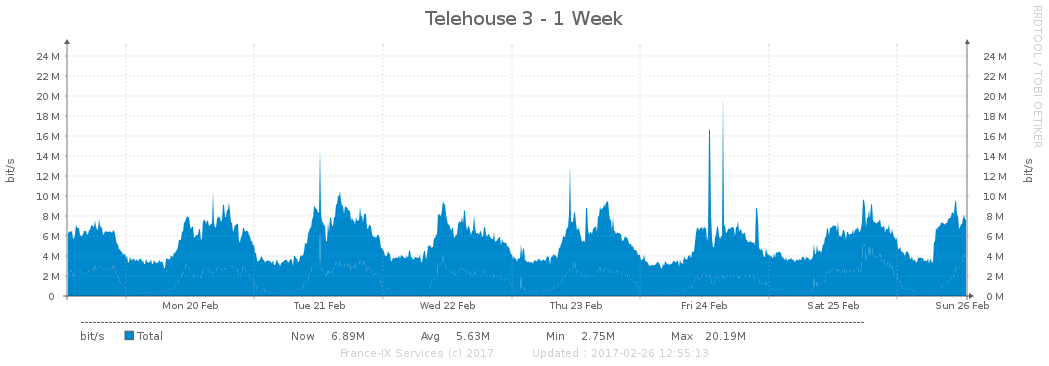 Telehouse 3 - 1 Week
RRDTOOL / TOBI OETIKER
bit/s
24 M 24 M
22 M 22 M
20 M 20 M
18 M 18 M
16 M 16 M
14 M 14 M
12 M 12 M
10 M 10 M
8 M 8 M
6 M 6 M
4 M 4 M
2 M 2 M
0 0 M
bit/s
Mon 20 Feb Tue 21 Feb Wed 22 Feb Thu 23 Feb Fri 24 Feb Sat 25 Feb Sun 26 Feb
bit/s Total Now 6.89M Avg 5.63M Min 2.75M Max 20.19M
France-IX Services (c) 2017 Updated : 2017-02-26 12:55:13